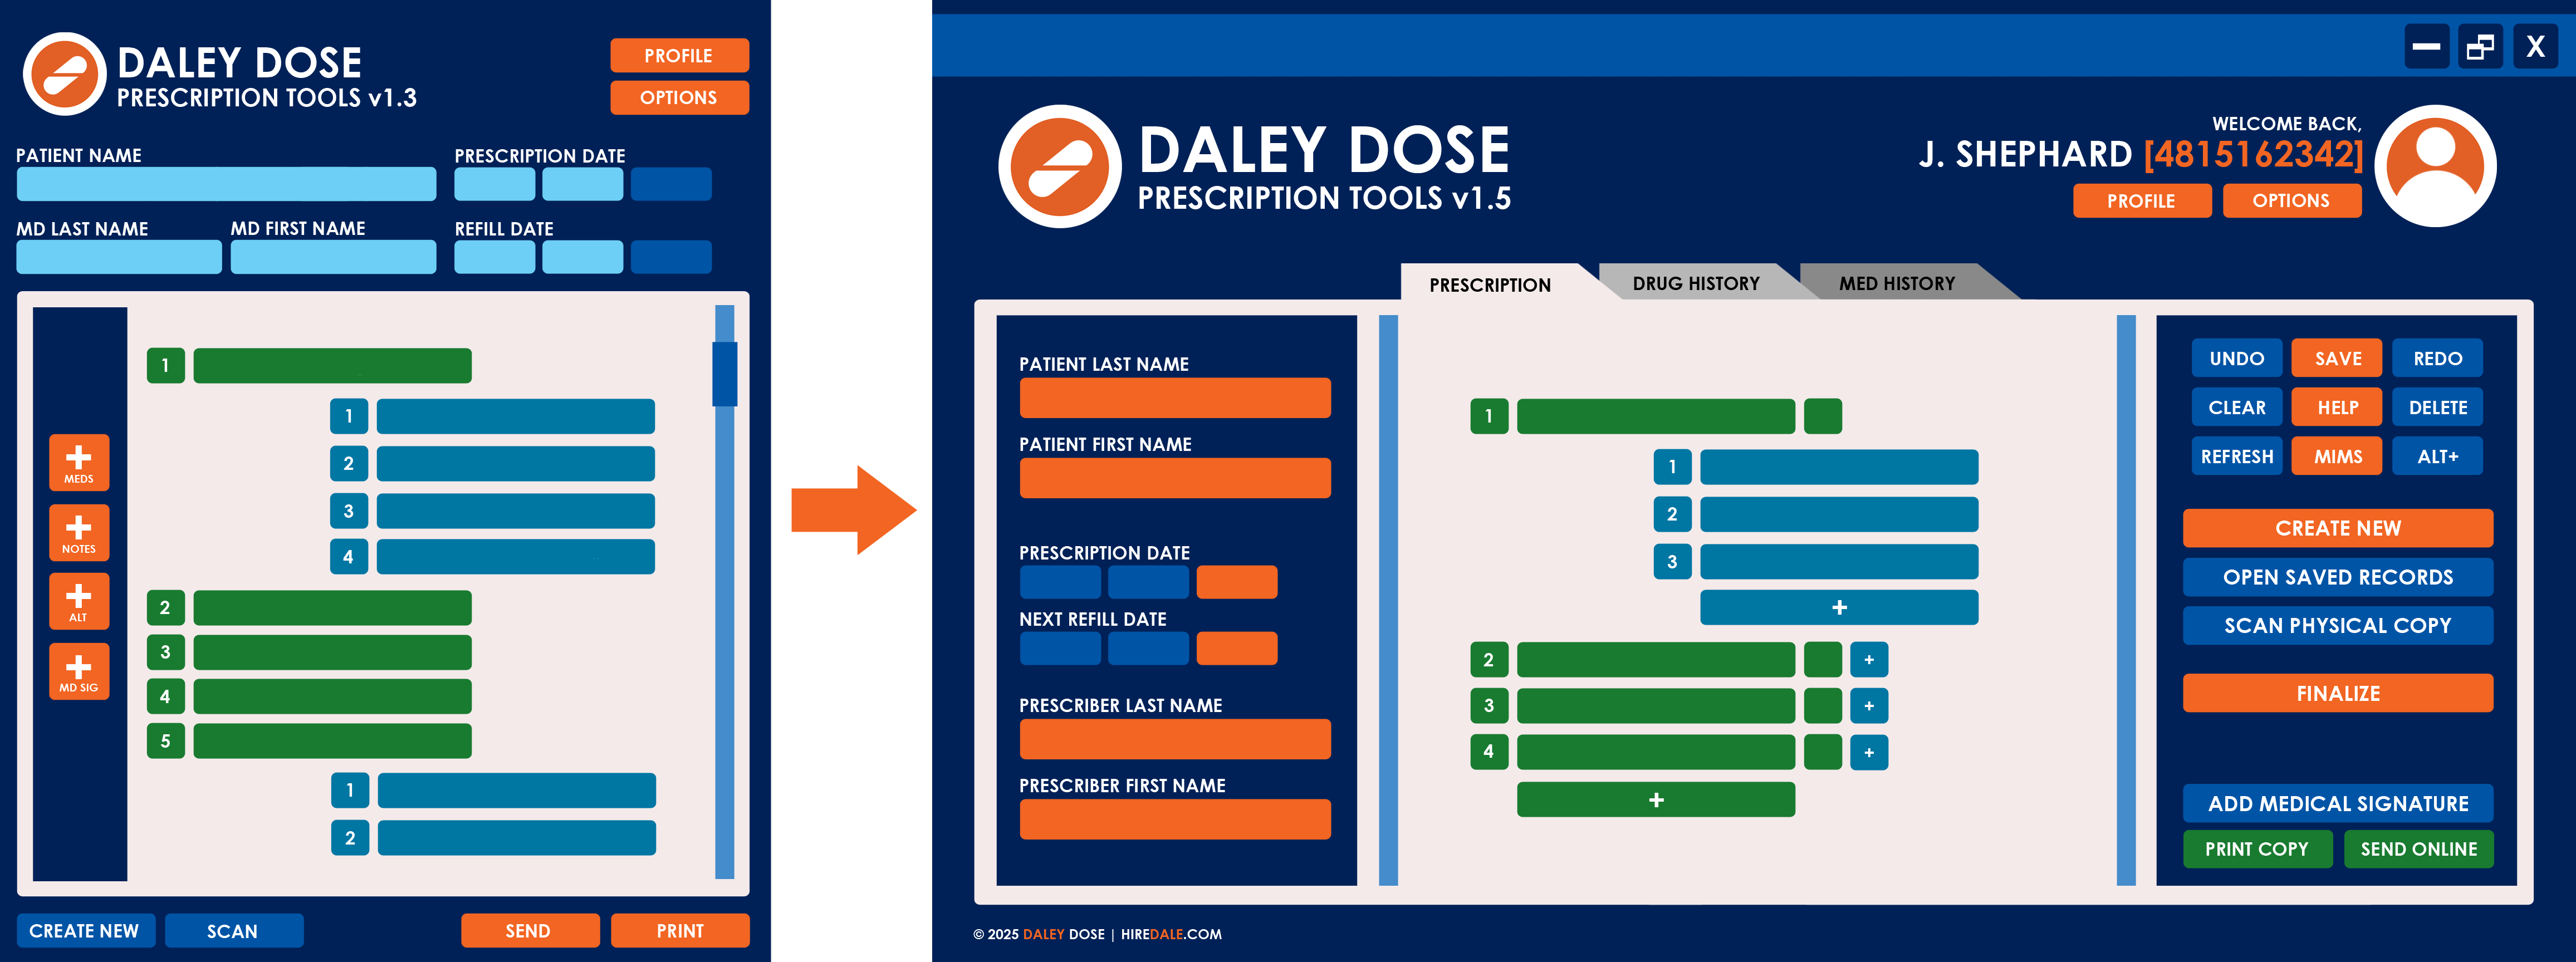 DALEY DOSE
PRESCRIPTION TOOLS v1.3
PROFILE
OPTIONS
PATIENT NAME
PRESCRIPTION DATE
MD LAST NAME
MD FIRST NAME
REFILL DATE
1
1
2
3
4
2
3
4
5
1
2
+
MEDS
+
NOTES
+
ALT
+
MD SIG
CREATE NEW
SCAN
SEND
PRINT
X
DALEY DOSE
PRESCRIPTION TOOLS v1.5
WELCOME BACK,
J. SHEPHARD [4815162342]
PROFILE
OPTIONS
PRESCRIPTION
DRUG HISTORY
MED HISTORY
PATIENT LAST NAME
PATIENT FIRST NAME
PRESCRIPTION DATE
NEXT REFILL DATE
PRESCRIBER LAST NAME
PRESCRIBER FIRST NAME
1
1
2
3
+
2 +
3 +
4 +
+
UNDO SAVE REDO
CLEAR HELP DELETE
REFRESH MIMS ALT+
CREATE NEW
OPEN SAVED RECORDS
SCAN PHYSICAL COPY
FINALIZE
ADD MEDICAL SIGNATURE
PRINT COPY
SEND ONLINE
© 2025 DALEY DOSE | HIREDALE.COM